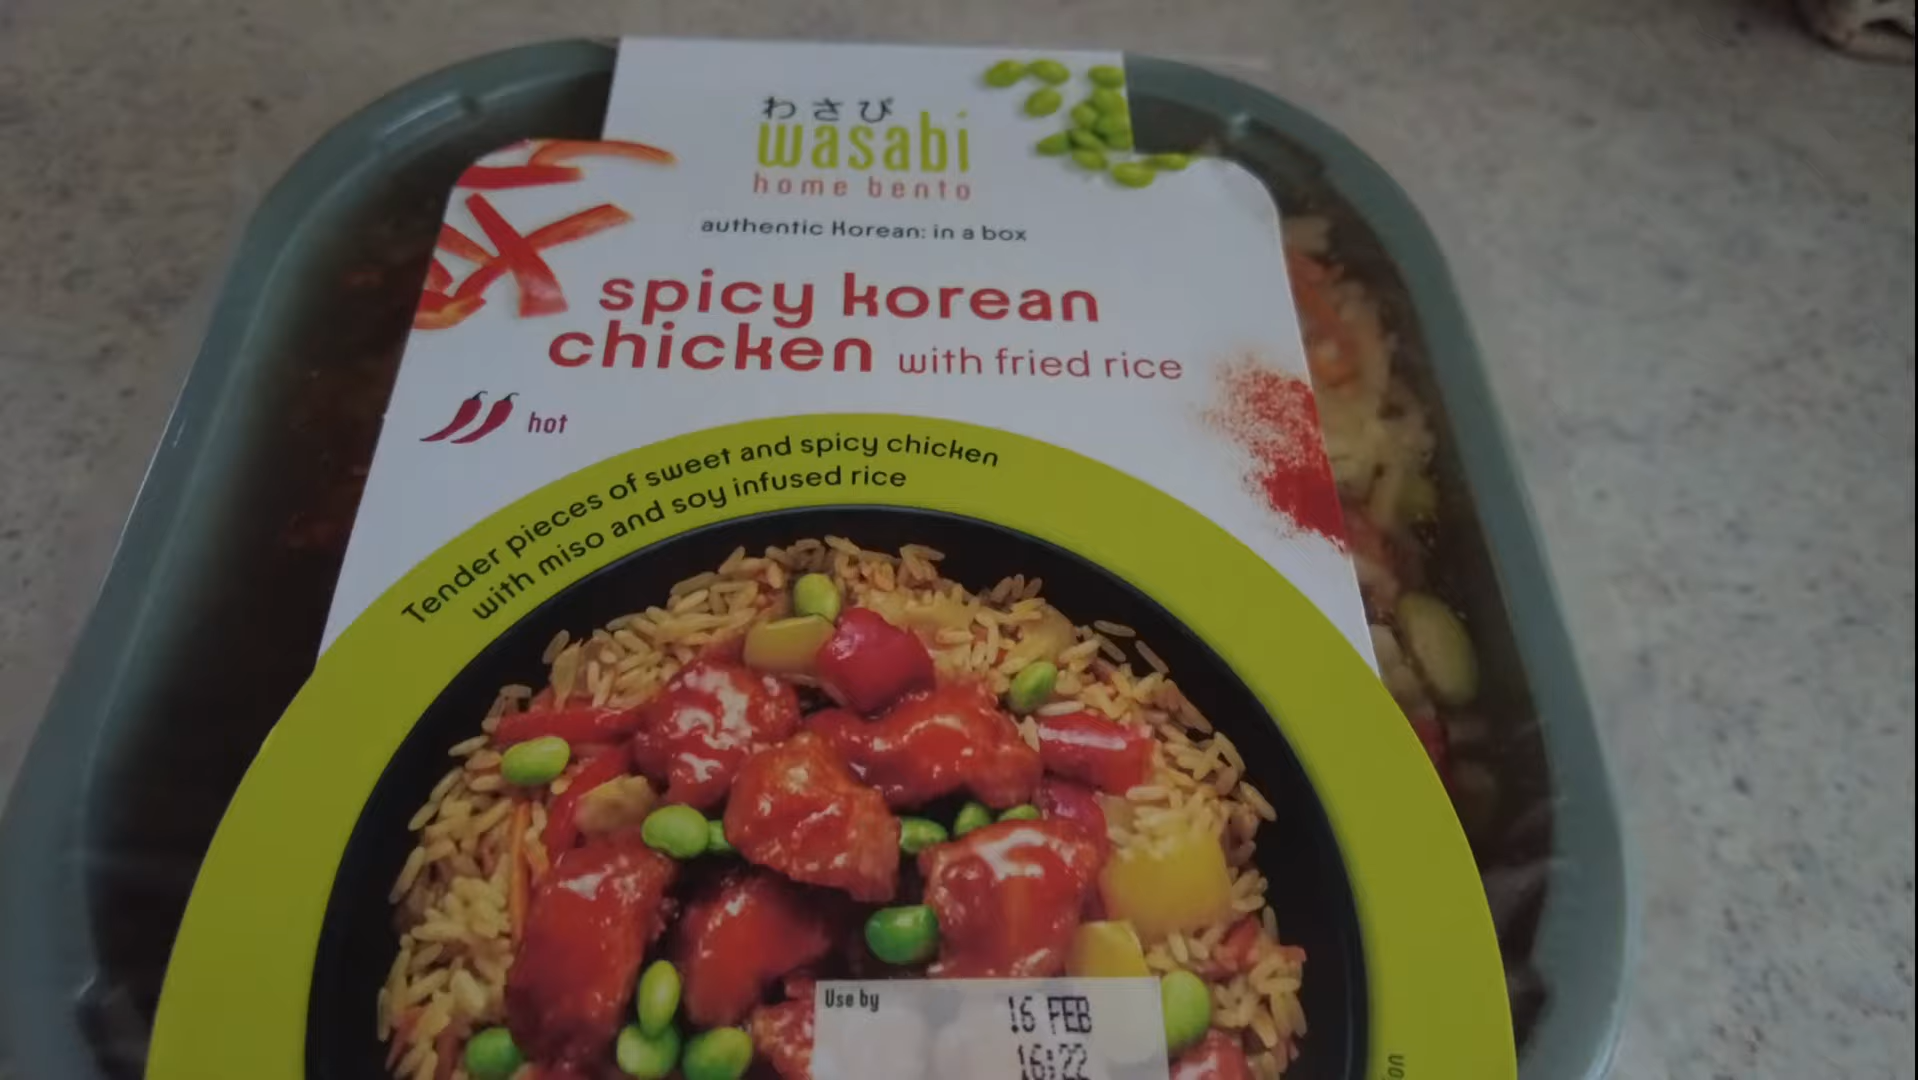 わさび
wasabi
home bento
authentic Korean: in a box
spicy korean
chicken with fried rice
hot
Tender pieces of sweet and spicy chicken
with miso and soy infused rice
Use by
16 FEB
16:22